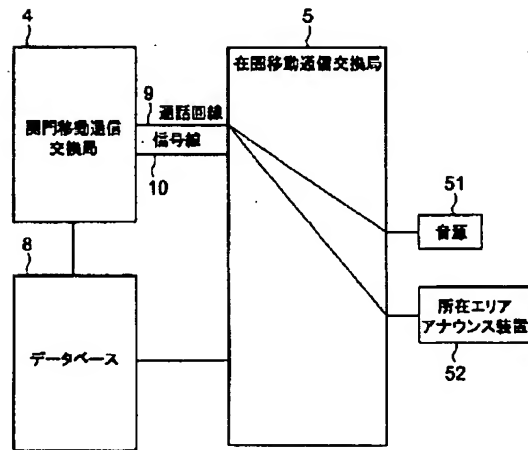 4
5
在圏移動通信交換局
関門移動通信
交換局
9
通話回線
信号線
10
51
音源
8
データベース
所在エリア
アナウンス装置
52